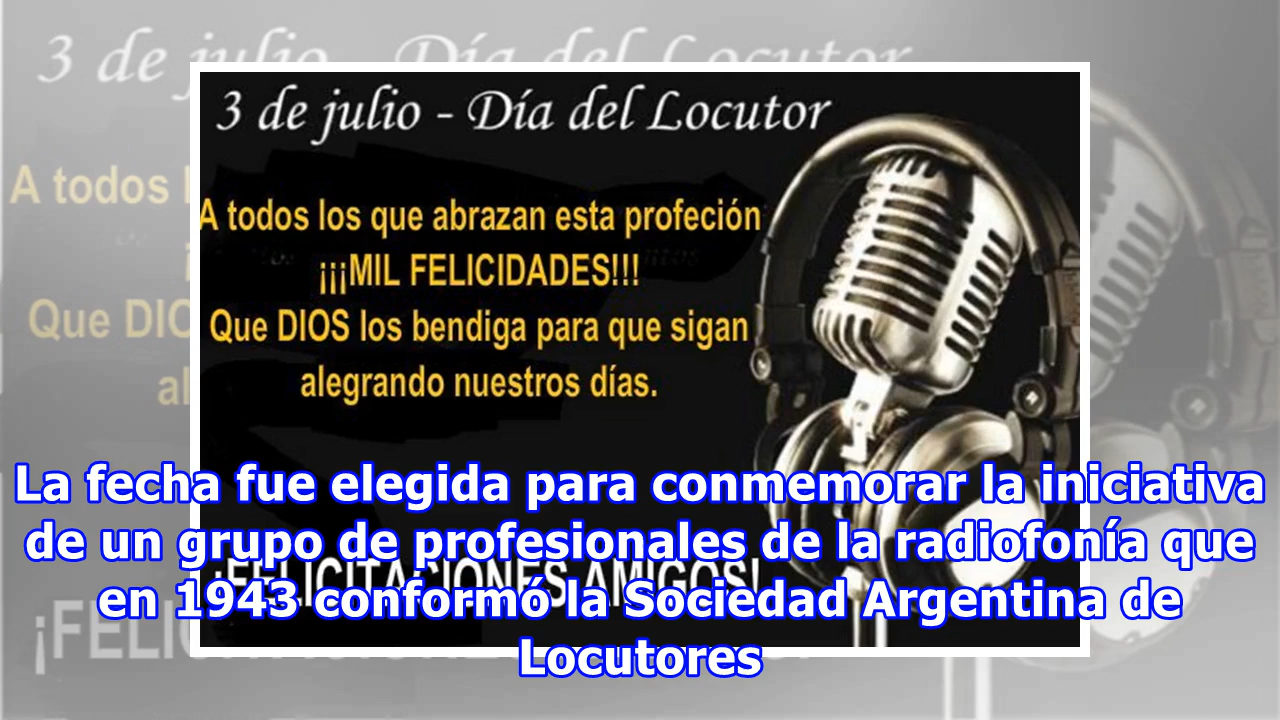 3 de julio - Día del Locutor
A todos los que abrazan esta profeción
¡¡¡MIL FELICIDADES!!!
Que DIOS los bendiga para que sigan
alegrando nuestros días.
¡FELICITACIONES AMIGOS!
La fecha fue elegida para conmemorar la iniciativa
de un grupo de profesionales de la radiofonía que
en 1943 conformó la Sociedad Argentina de
Locutores